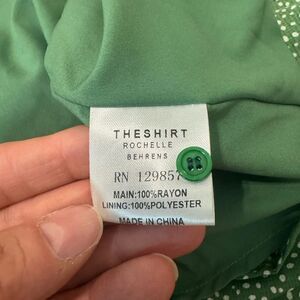 THESHIRT
ROCHELLE
BEHRENS
RN 129857
MAIN:100%RAYON
LINING:100%POLYESTER
MADE IN CHINA